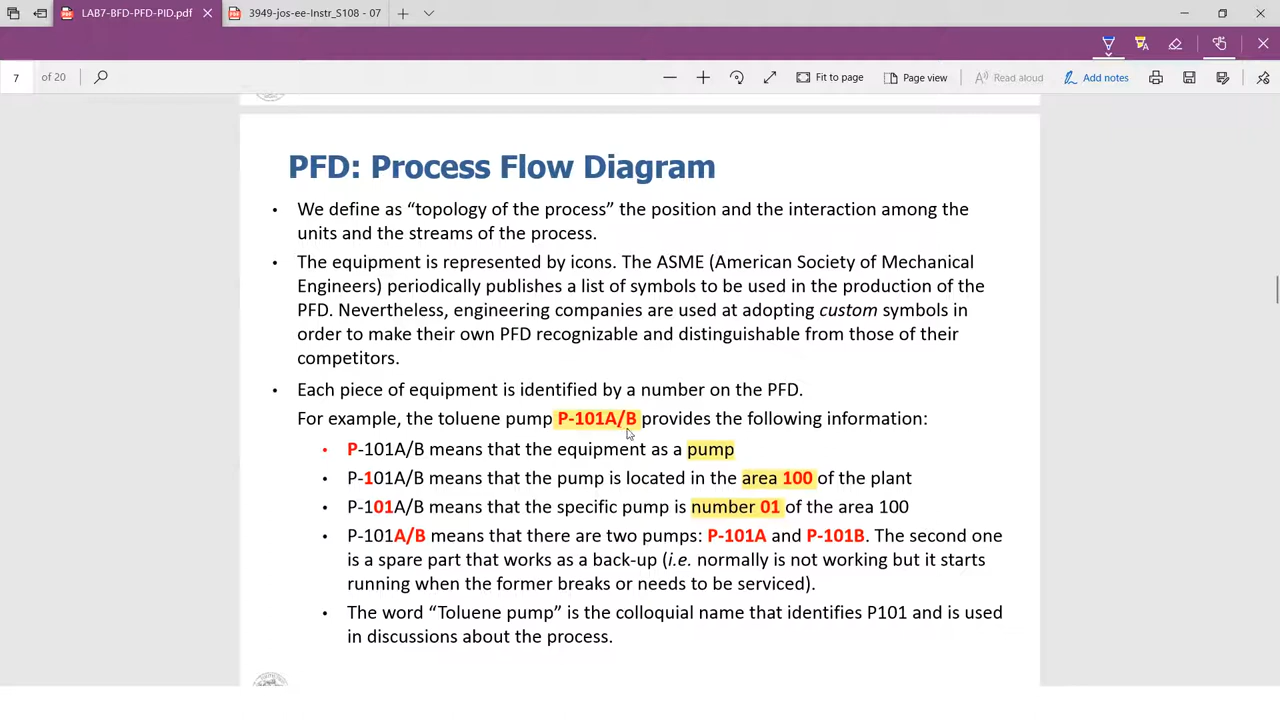 LAB7-BFD-PFD-PID.pdf
3949-jos-ee-Instr_S108 - 07
7 of 20
Fit to page
Page view
Read aloud
Add notes
PFD: Process Flow Diagram
• We define as “topology of the process” the position and the interaction among the
units and the streams of the process.
• The equipment is represented by icons. The ASME (American Society of Mechanical
Engineers) periodically publishes a list of symbols to be used in the production of the
PFD. Nevertheless, engineering companies are used at adopting custom symbols in
order to make their own PFD recognizable and distinguishable from those of their
competitors.
• Each piece of equipment is identified by a number on the PFD.
For example, the toluene pump P-101A/B provides the following information:
• P-101A/B means that the equipment as a pump
• P-101A/B means that the pump is located in the area 100 of the plant
• P-101A/B means that the specific pump is number 01 of the area 100
P-101A/B means that there are two pumps: P-101A and P-101B. The second one
is a spare part that works as a back-up (i.e. normally is not working but it starts
running when the former breaks or needs to be serviced).
• The word “Toluene pump” is the colloquial name that identifies P101 and is used
in discussions about the process.